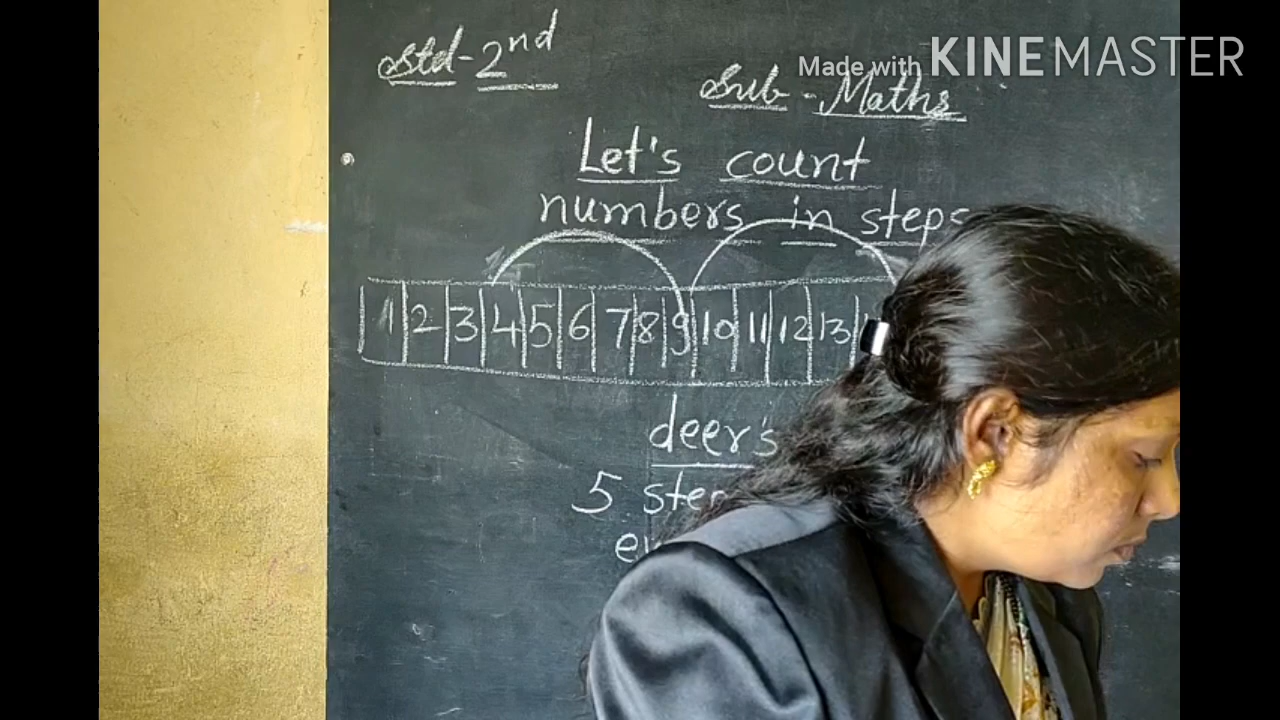 Made with KINEMASTER
Std-2nd
Sub-Maths
Let's count
numbers in steps
1 2 3 4 5 6 7 8 9 10 11 12 13
deer's
5